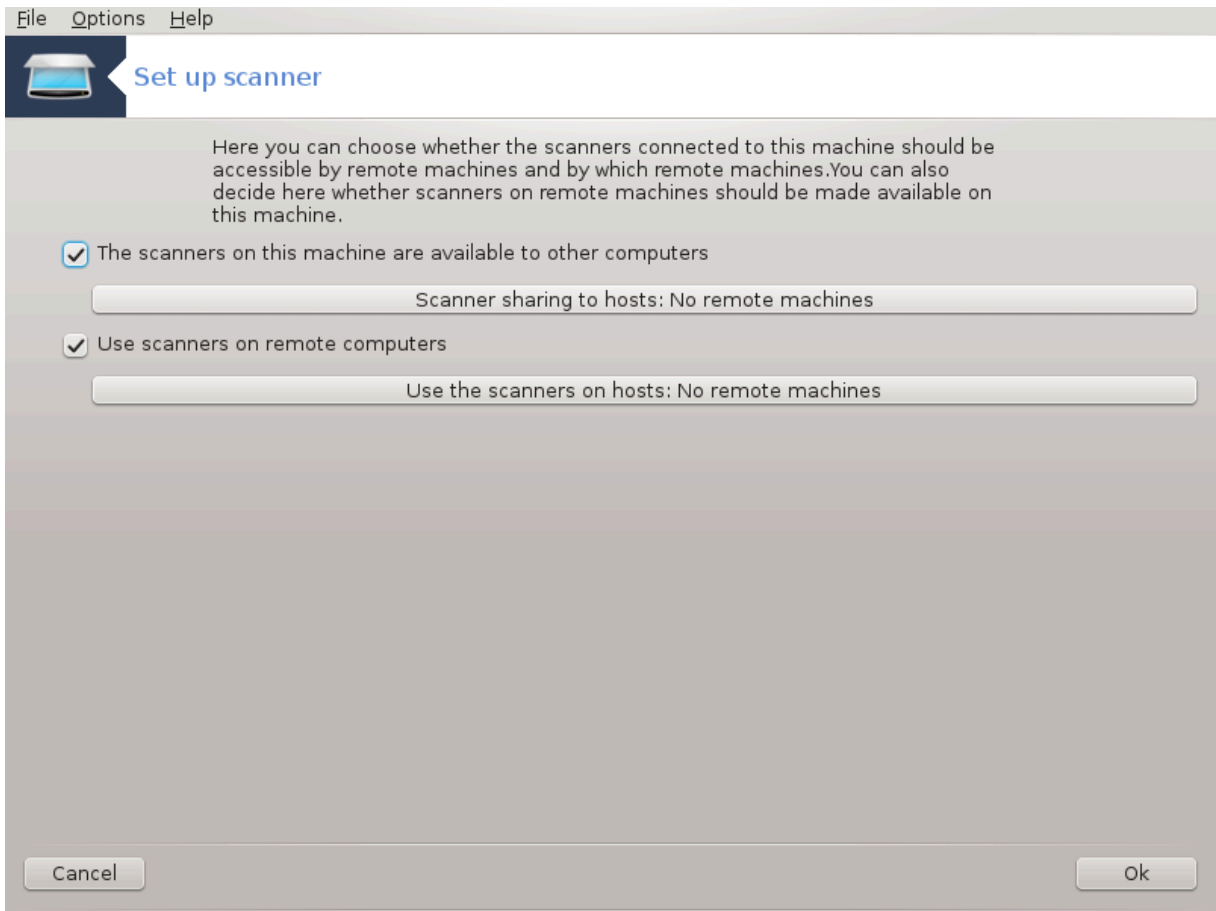 File Options Help
Set up scanner
Here you can choose whether the scanners connected to this machine should be
accessible by remote machines and by which remote machines.You can also
decide here whether scanners on remote machines should be made available on
this machine.
The scanners on this machine are available to other computers
Scanner sharing to hosts: No remote machines
Use scanners on remote computers
Use the scanners on hosts: No remote machines
Cancel Ok